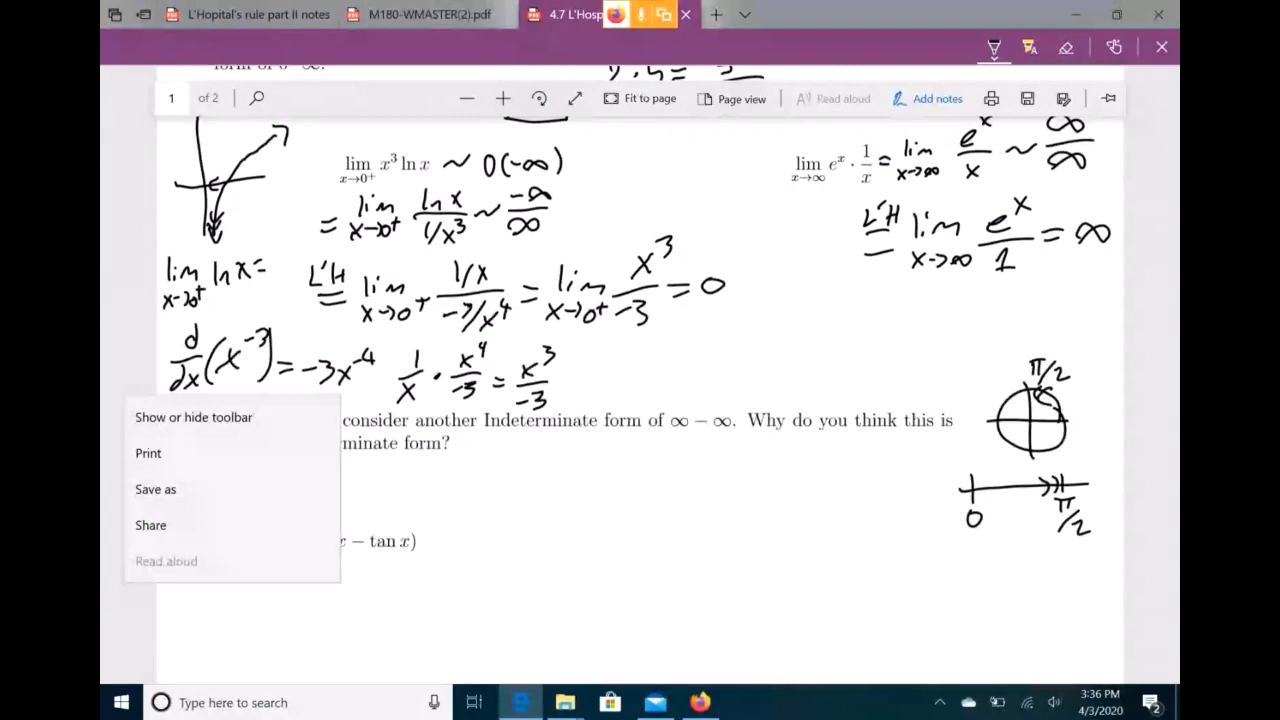 L'Hopital's rule part II notes
M180-WMASTER(2).pdf
4.7 L'Hosp
1 of 2
Fit to page
Page view
Read aloud
Add notes
lim x→0⁺ x³ ln x ~ 0(-∞)
= lim x→0⁺ ln x / 1/x³ ~ -∞/∞
L'H = lim x→0⁺ 1/x / -3/x⁴ = lim x→0⁺ x³/-3 = 0
lim x→0⁺ ln x =
d/dx (x⁻³) = -3x⁻⁴
1/x · x⁴/-3 = x³/-3
lim x→∞ eˣ · 1/x = lim x→∞ eˣ/x ~ ∞/∞
L'H = lim x→∞ eˣ/1 = ∞
π/2
consider another Indeterminate form of ∞ − ∞. Why do you think this is
minate form?
0
π/2
− tan x)
Show or hide toolbar
Print
Save as
Share
Read aloud
Type here to search
3:36 PM
4/3/2020
2